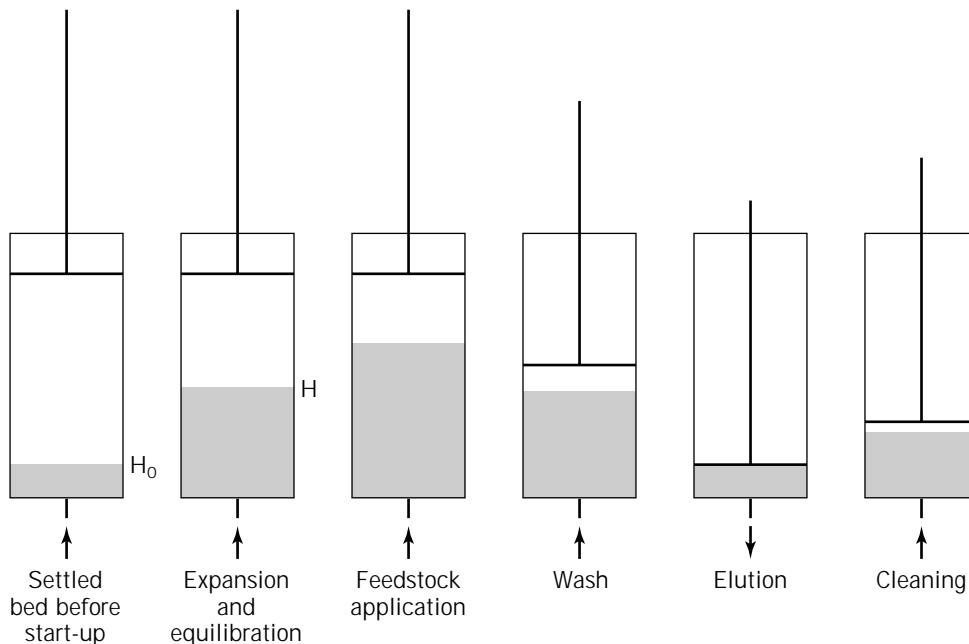 H
H0
Settled
bed before
start-up
Expansion
and
equilibration
Feedstock
application
Wash
Elution
Cleaning